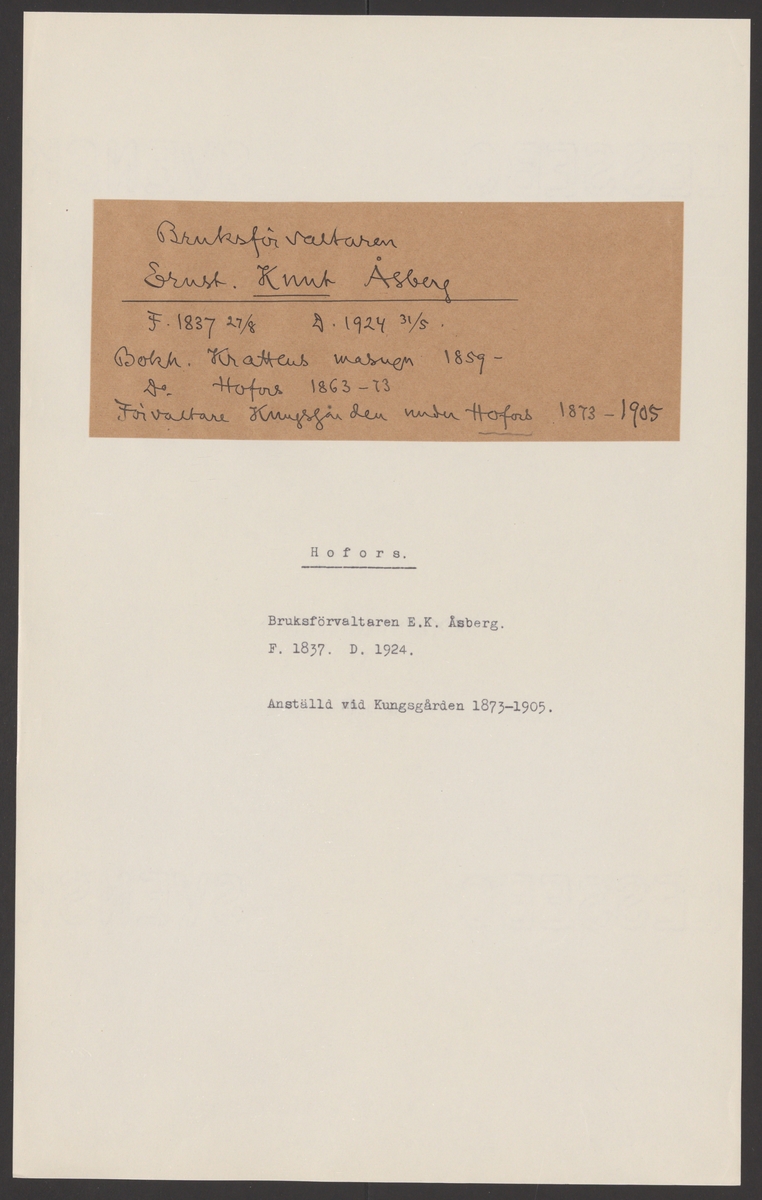 Bruksförvaltaren
Ernst. Knut Åsberg
F. 1837 27/8 D. 1924 31/5.
Bokh. Krattens masugn 1859 -
Do Hofors 1863 - 73
Förvaltare Kungsgården under Hofors 1873 - 1905
Hofors.
Bruksförvaltaren E.K. Åsberg.
F. 1837. D. 1924.
Anställd vid Kungsgården 1873-1905.